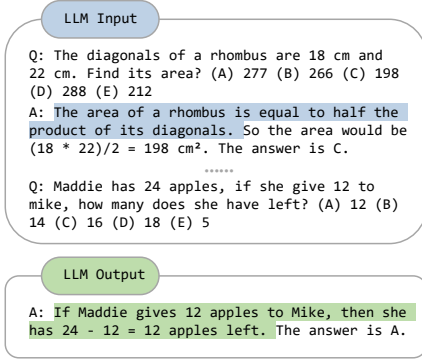 LLM Input
Q: The diagonals of a rhombus are 18 cm and
22 cm. Find its area? (A) 277 (B) 266 (C) 198
(D) 288 (E) 212
A: The area of a rhombus is equal to half the
product of its diagonals. So the area would be
(18 * 22)/2 = 198 cm². The answer is C.
......
Q: Maddie has 24 apples, if she give 12 to
mike, how many does she have left? (A) 12 (B)
14 (C) 16 (D) 18 (E) 5
LLM Output
A: If Maddie gives 12 apples to Mike, then she
has 24 - 12 = 12 apples left. The answer is A.